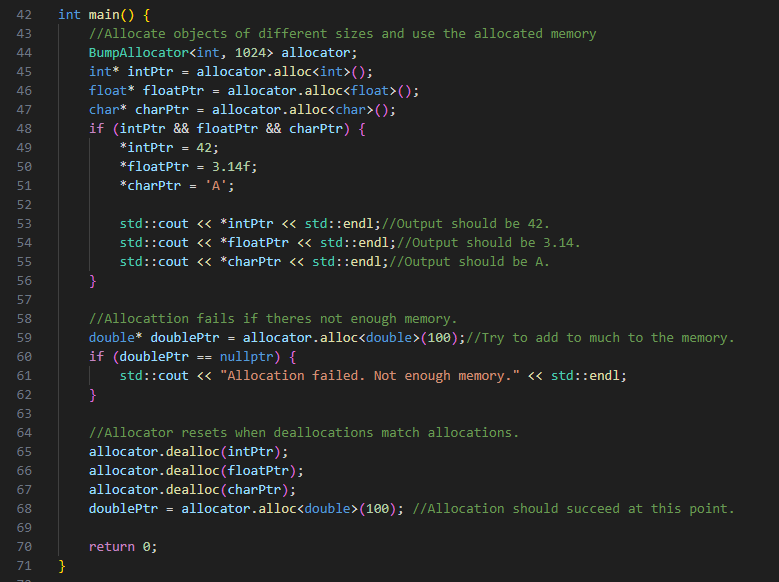 42 int main() {
43     //Allocate objects of different sizes and use the allocated memory
44     BumpAllocator<int, 1024> allocator;
45     int* intPtr = allocator.alloc<int>();
46     float* floatPtr = allocator.alloc<float>();
47     char* charPtr = allocator.alloc<char>();
48     if (intPtr && floatPtr && charPtr) {
49         *intPtr = 42;
50         *floatPtr = 3.14f;
51         *charPtr = 'A';
52
53         std::cout << *intPtr << std::endl;//Output should be 42.
54         std::cout << *floatPtr << std::endl;//Output should be 3.14.
55         std::cout << *charPtr << std::endl;//Output should be A.
56     }
57
58     //Allocattion fails if theres not enough memory.
59     double* doublePtr = allocator.alloc<double>(100);//Try to add to much to the memory.
60     if (doublePtr == nullptr) {
61         std::cout << "Allocation failed. Not enough memory." << std::endl;
62     }
63
64     //Allocator resets when deallocations match allocations.
65     allocator.dealloc(intPtr);
66     allocator.dealloc(floatPtr);
67     allocator.dealloc(charPtr);
68     doublePtr = allocator.alloc<double>(100); //Allocation should succeed at this point.
69
70     return 0;
71 }